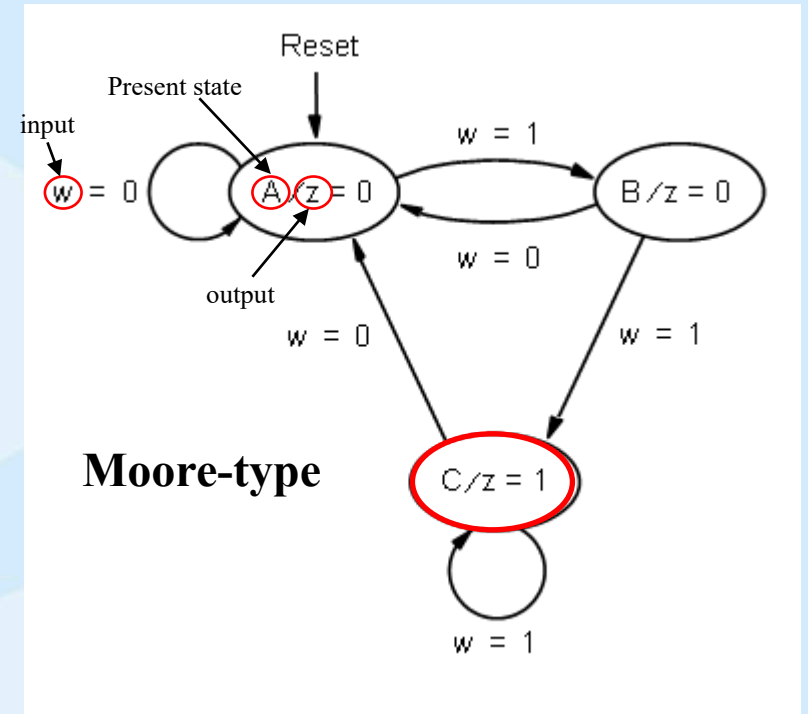 Reset
Present state
input
w = 1
w = 0
A/z = 0
B/z = 0
w = 0
output
w = 0
w = 1
Moore-type
C/z = 1
w = 1